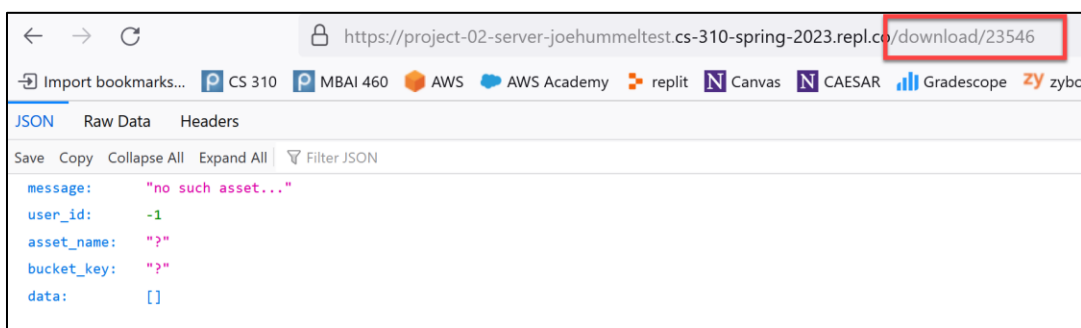 https://project-02-server-joehummeltest.cs-310-spring-2023.repl.co/download/23546
Import bookmarks... CS 310 MBAI 460 AWS AWS Academy replit N Canvas N CAESAR Gradescope zy
JSON Raw Data Headers
Save Copy Collapse All Expand All Filter JSON
message: "no such asset..."
user_id: -1
asset_name: "?"
bucket_key: "?"
data: []